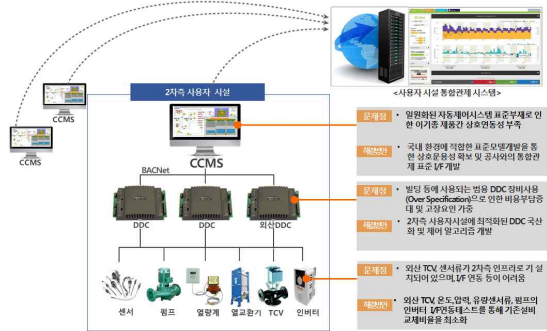 <사용자 시설 통합관제 시스템>
2차측 사용자 시설
CCMS
CCMS
CCMS
BACNet
DDC
DDC
외산DDC
센서
펌프
열량계
열교환기
TCV
인버터
문제점
• 일원화된 자동제어시스템 표준부재로 인
한 이기종 제품간 상호연동성 부족
해결방안
• 국내 환경에 적합한 표준모델개발을 통
한 상호운용성 확보 및 공사와의 통합관
제 표준 I/F 개발
문제점
• 빌딩 등에 사용되는 범용 DDC 장비사용
(Over Specification)으로 인한 비용부담증
대 및 고장요인 가중
해결방안
• 2차측 사용자시설에 최적화된 DDC 국산
화 및 제어 알고리즘 개발
문제점
• 외산 TCV, 센서류가 2차측 인프라로 기 설
치되어 있으며, I/F 연동 등이 어려움
해결방안
• 외산 TCV, 온도,압력, 유량센서류, 펌프의
인버터 I/F연동테스트를 통해 기존설비
교체비율을 최소화